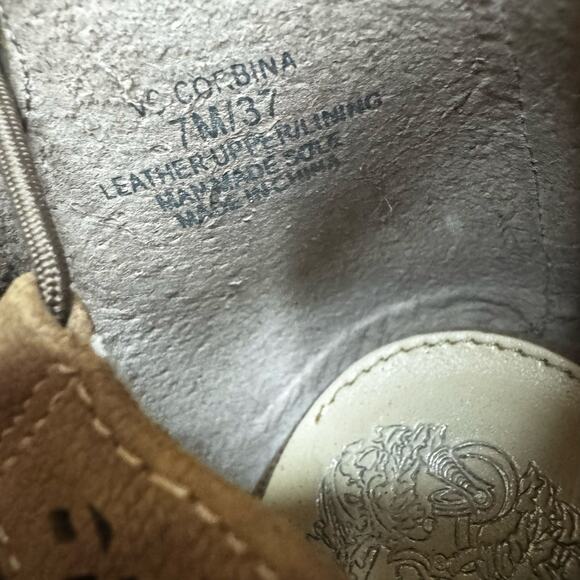 VC CORBINA
7M/37
LEATHER UPPER/LINING
MAN MADE SOLE
MADE IN CHINA